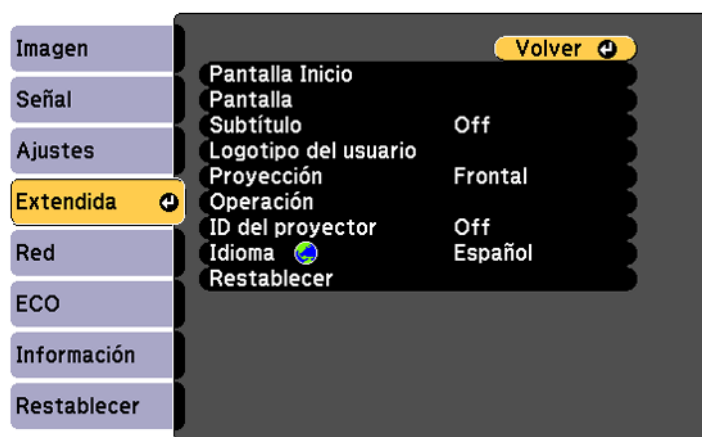 Imagen
Señal
Ajustes
Extendida
Red
ECO
Información
Restablecer
Volver
Pantalla Inicio
Pantalla
Subtítulo Off
Logotipo del usuario
Proyección Frontal
Operación
ID del proyector Off
Idioma Español
Restablecer